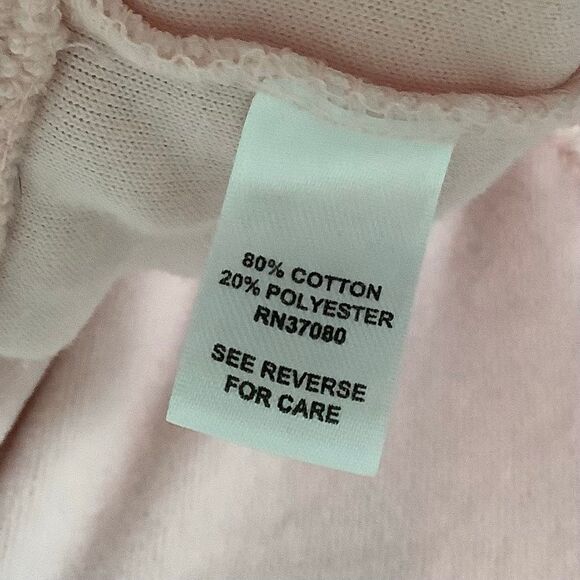 80% COTTON
20% POLYESTER
RN37080
SEE REVERSE
FOR CARE